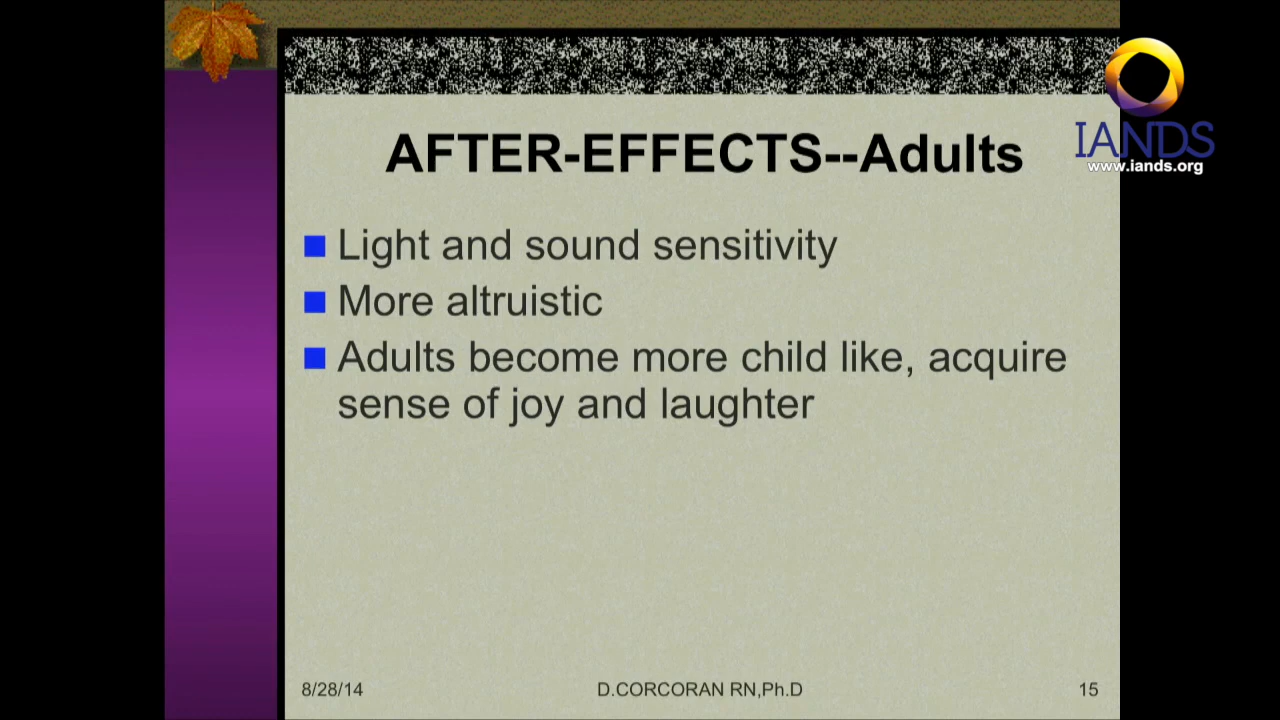 AFTER-EFFECTS--Adults
IANDS
www.iands.org
Light and sound sensitivity
More altruistic
Adults become more child like, acquire
sense of joy and laughter
8/28/14
D.CORCORAN RN,Ph.D
15